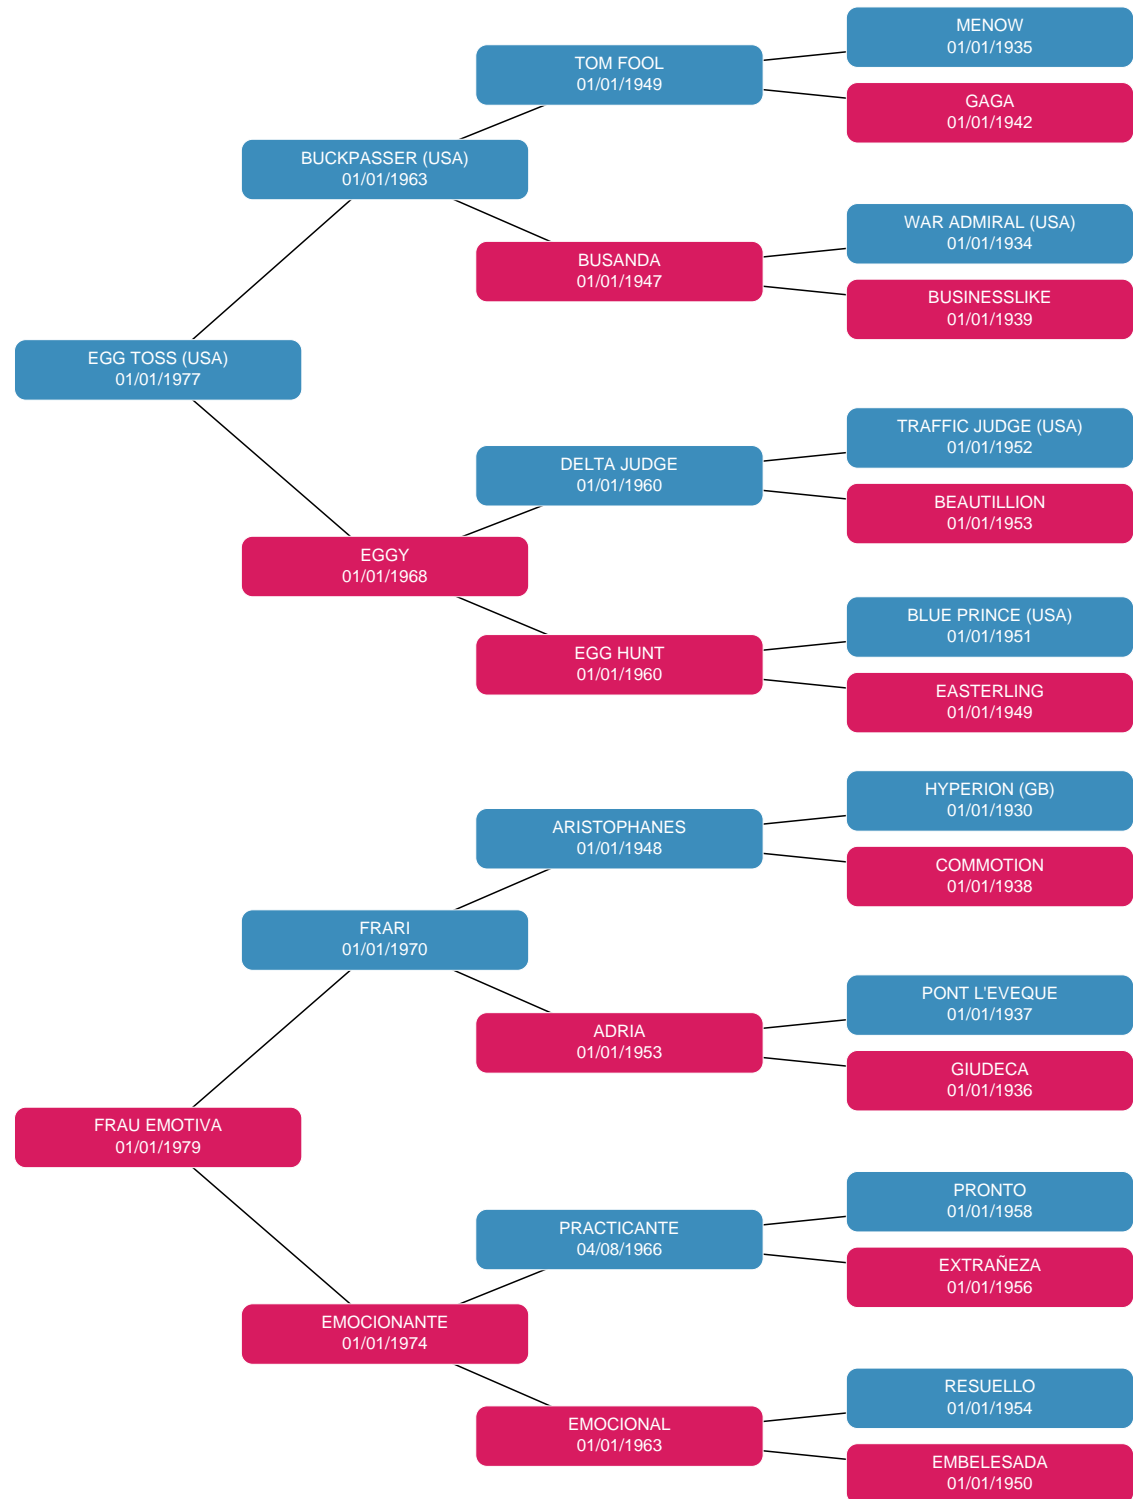 MENOW
01/01/1935
TOM FOOL
01/01/1949
GAGA
01/01/1942
BUCKPASSER (USA)
01/01/1963
WAR ADMIRAL (USA)
01/01/1934
BUSANDA
01/01/1947
BUSINESSLIKE
01/01/1939
EGG TOSS (USA)
01/01/1977
TRAFFIC JUDGE (USA)
01/01/1952
DELTA JUDGE
01/01/1960
BEAUTILLION
01/01/1953
EGGY
01/01/1968
BLUE PRINCE (USA)
01/01/1951
EGG HUNT
01/01/1960
EASTERLING
01/01/1949
HYPERION (GB)
01/01/1930
ARISTOPHANES
01/01/1948
COMMOTION
01/01/1938
FRARI
01/01/1970
PONT L'EVEQUE
01/01/1937
ADRIA
01/01/1953
GIUDECA
01/01/1936
FRAU EMOTIVA
01/01/1979
PRONTO
01/01/1958
PRACTICANTE
04/08/1966
EXTRAÑEZA
01/01/1956
EMOCIONANTE
01/01/1974
RESUELLO
01/01/1954
EMOCIONAL
01/01/1963
EMBELESADA
01/01/1950